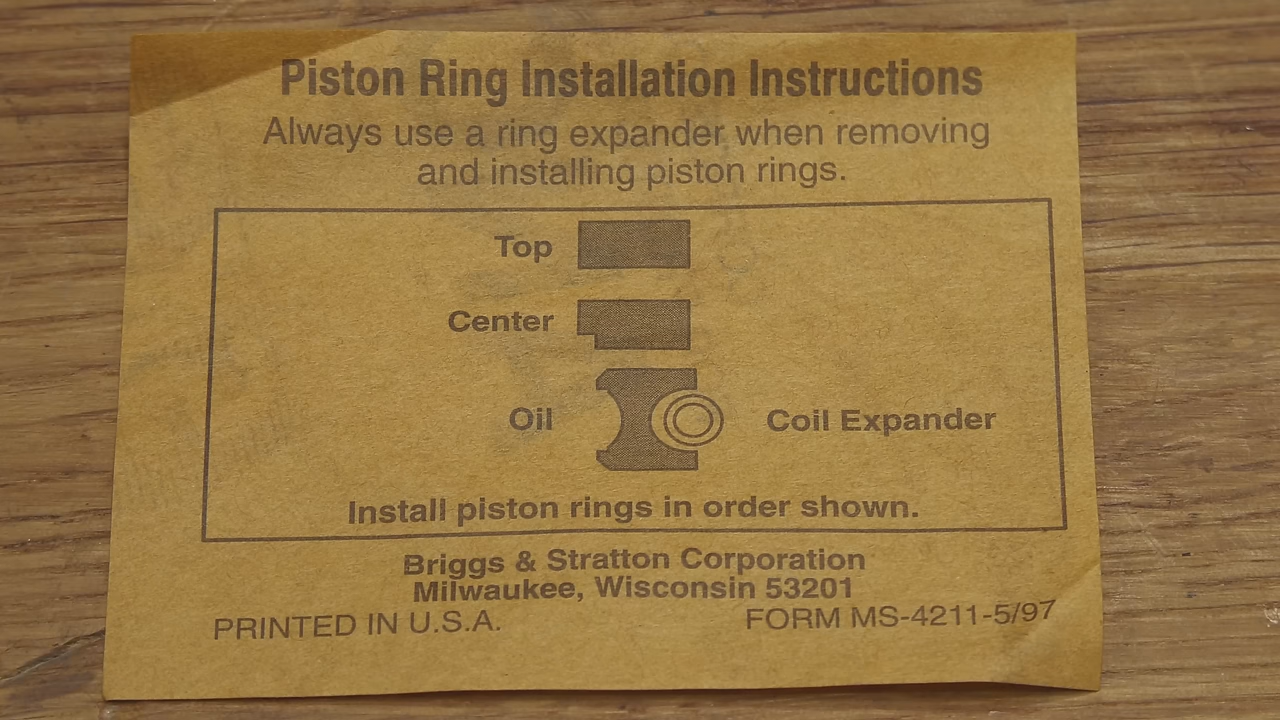 Piston Ring Installation Instructions
Always use a ring expander when removing
and installing piston rings.
Top
Center
Oil
Coil Expander
Install piston rings in order shown.
Briggs & Stratton Corporation
Milwaukee, Wisconsin 53201
PRINTED IN U.S.A.
FORM MS-4211-5/97